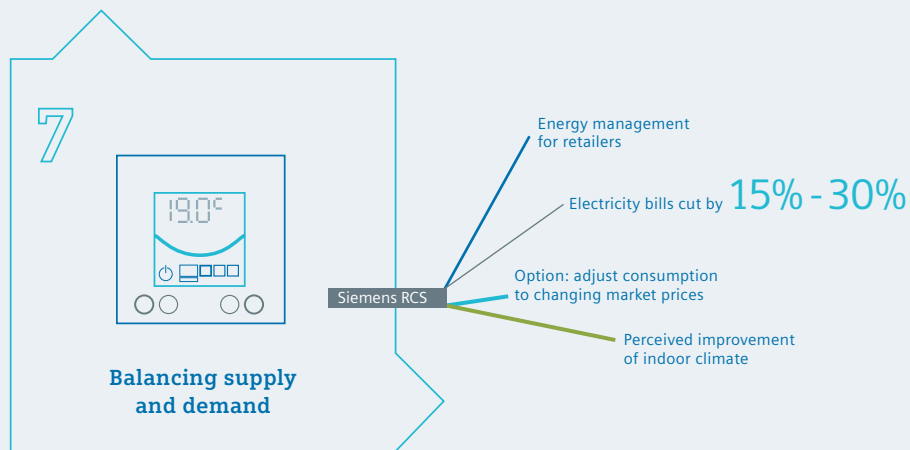 7
19.0c
Balancing supply
and demand
Siemens RCS
Energy management
for retailers
Electricity bills cut by 15% - 30%
Option: adjust consumption
to changing market prices
Perceived improvement
of indoor climate